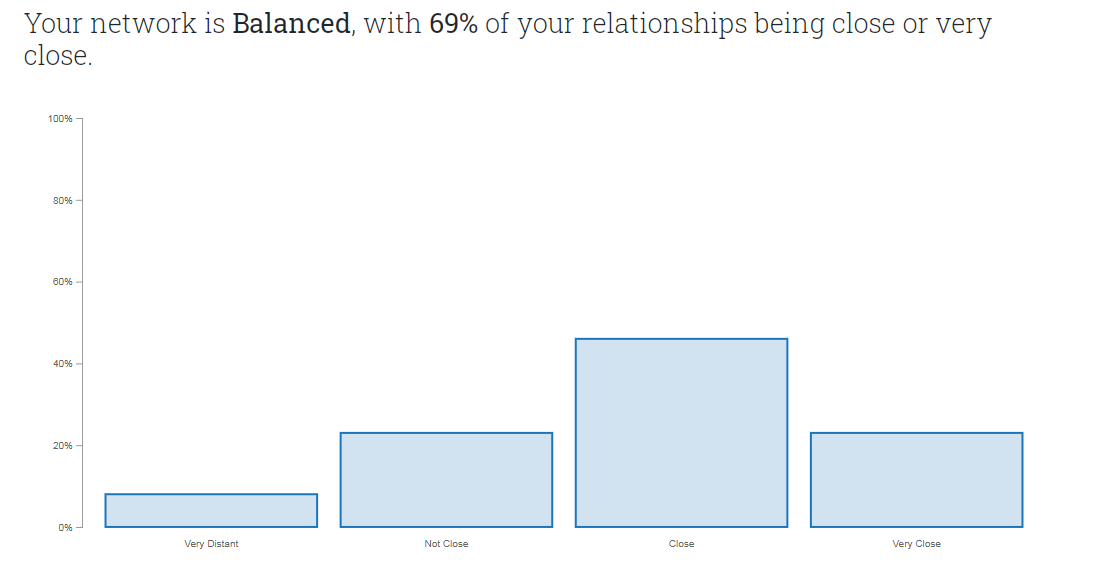 Your network is Balanced, with 69% of your relationships being close or very
close.
100%
80%
60%
40%
20%
0%
Very Distant
Not Close
Close
Very Close